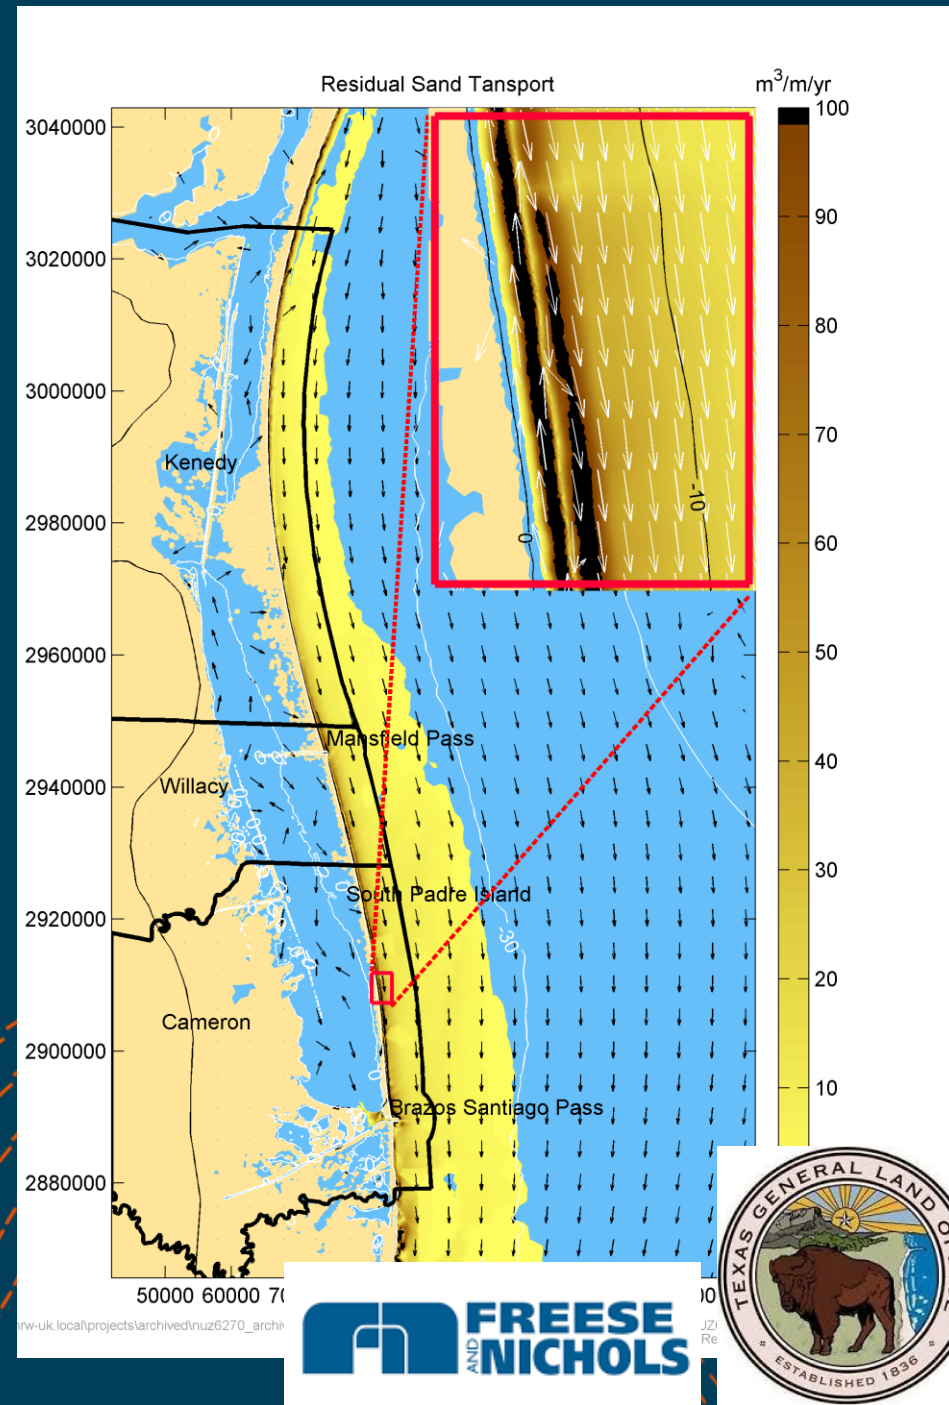 Residual Sand Tansport
m3/m/yr
3040000
3020000
3000000
2980000
2960000
2940000
2920000
2900000
2880000
100
90
80
70
60
50
40
30
20
10
0
-10
Kenedy
Mansfield Pass
Willacy
South Padre Island
-30
Cameron
Brazos Santiago Pass
50000 60000
FREESE
AND
NICHOLS
TEXAS GENERAL LAND
ESTABLISHED 1836